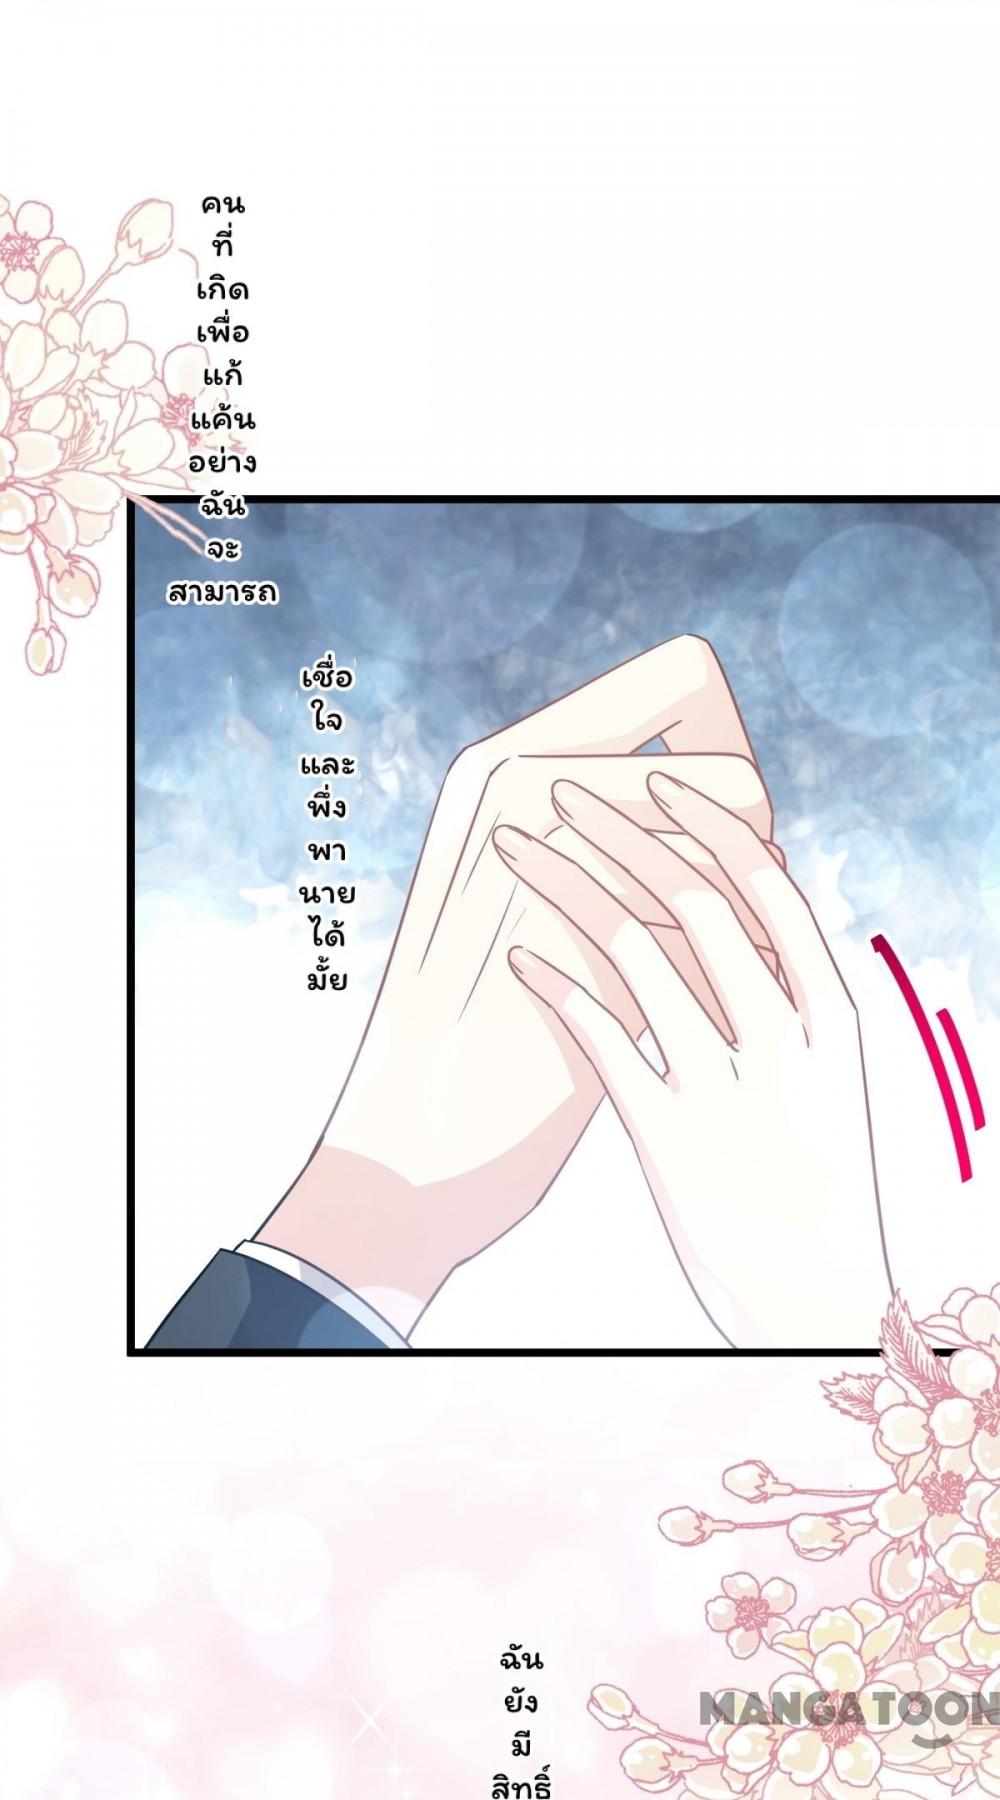 คน
ที่
เกิด
เพื่อ
แก้
แค้น
อย่าง
ฉัน
จะ
สามารถ
เชื่อ
ใจ
และ
พึ่ง
พา
นาย
ได้
มั้ย
ฉัน
ยัง
มี
สิทธิ์
MANGATOON